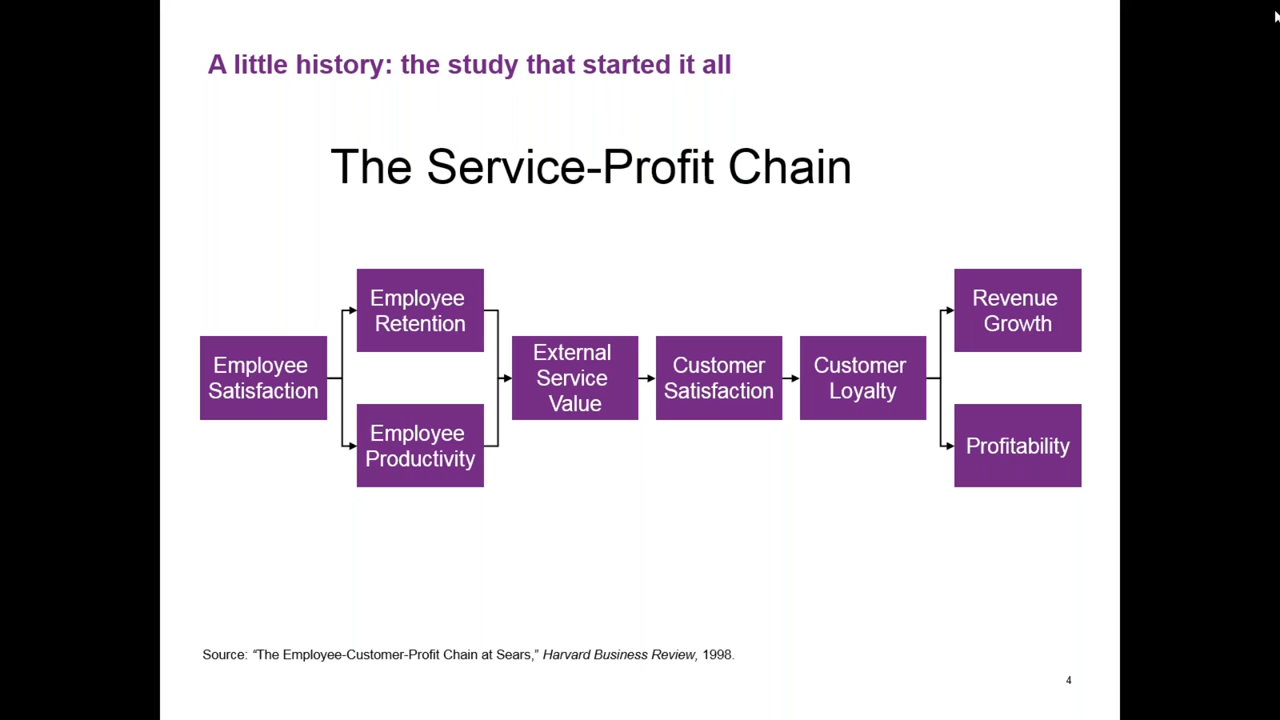 A little history: the study that started it all
The Service-Profit Chain
Employee
Satisfaction
Employee
Retention
Employee
Productivity
External
Service
Value
Customer
Satisfaction
Customer
Loyalty
Revenue
Growth
Profitability
Source: “The Employee-Customer-Profit Chain at Sears,” Harvard Business Review, 1998.
4